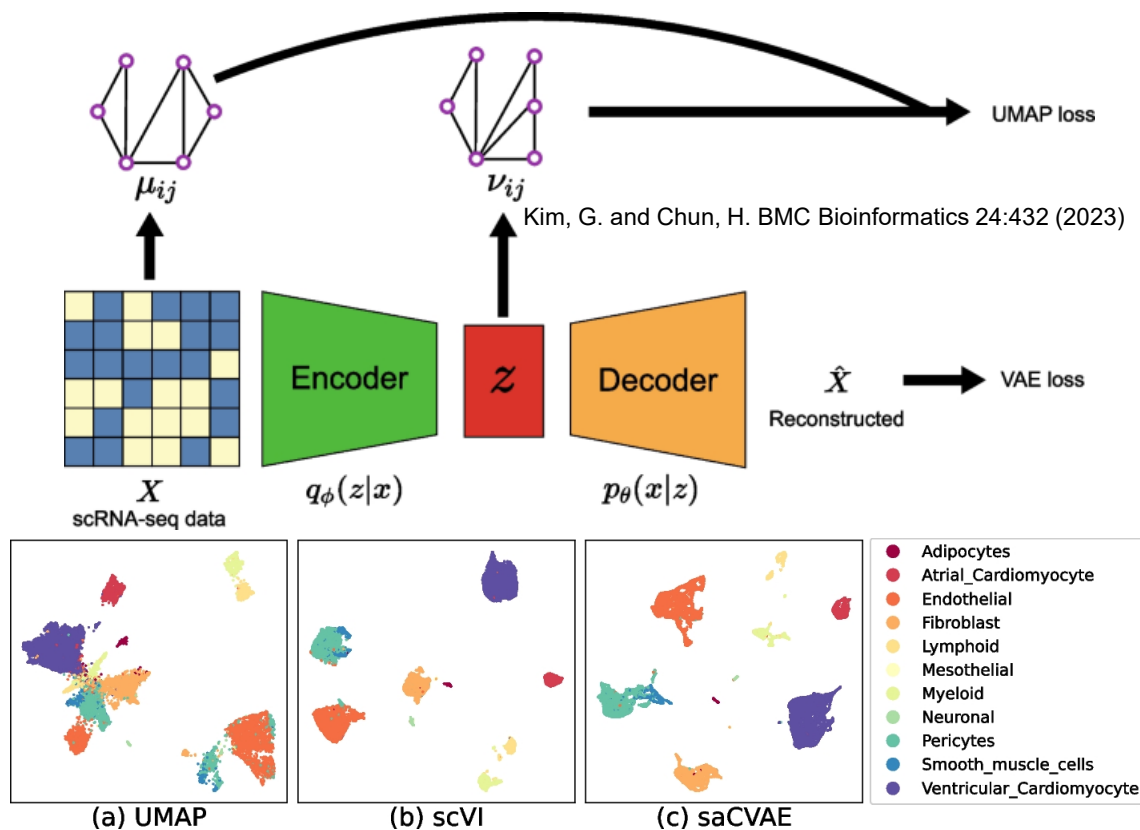 UMAP loss
μij
νij
Kim, G. and Chun, H. BMC Bioinformatics 24:432 (2023)
Encoder
z
Decoder
X̂
VAE loss
Reconstructed
X
qϕ(z|x)
pθ(x|z)
scRNA-seq data
Adipocytes
Atrial_Cardiomyocyte
Endothelial
Fibroblast
Lymphoid
Mesothelial
Myeloid
Neuronal
Pericytes
Smooth_muscle_cells
Ventricular_Cardiomyocyte
(a) UMAP
(b) scVI
(c) saCVAE